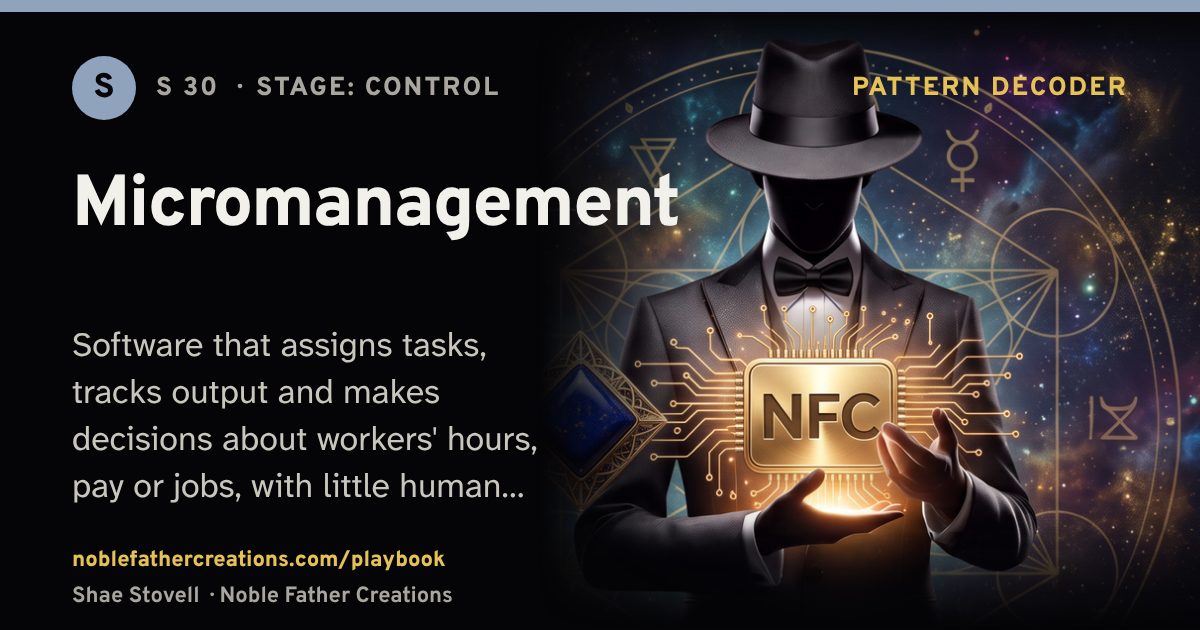 S S 30 · STAGE: CONTROL
PATTERN DECODER
Micromanagement
Software that assigns tasks,
tracks output and makes
decisions about workers' hours,
pay or jobs, with little human...
NFC
noblefathercreations.com/playbook
Shae Stovell · Noble Father Creations